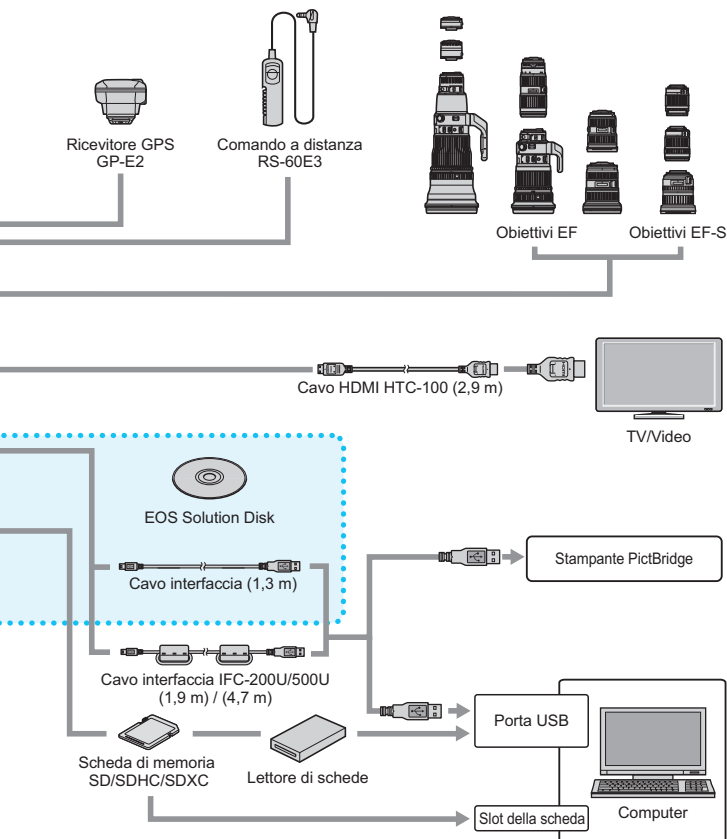 Ricevitore GPS
GP-E2
Comando a distanza
RS-60E3
Obiettivi EF
Obiettivi EF-S
Cavo HDMI HTC-100 (2,9 m)
TV/Video
EOS Solution Disk
Cavo interfaccia (1,3 m)
Stampante PictBridge
Cavo interfaccia IFC-200U/500U
(1,9 m) / (4,7 m)
Porta USB
Scheda di memoria
SD/SDHC/SDXC
Lettore di schede
Slot della scheda
Computer